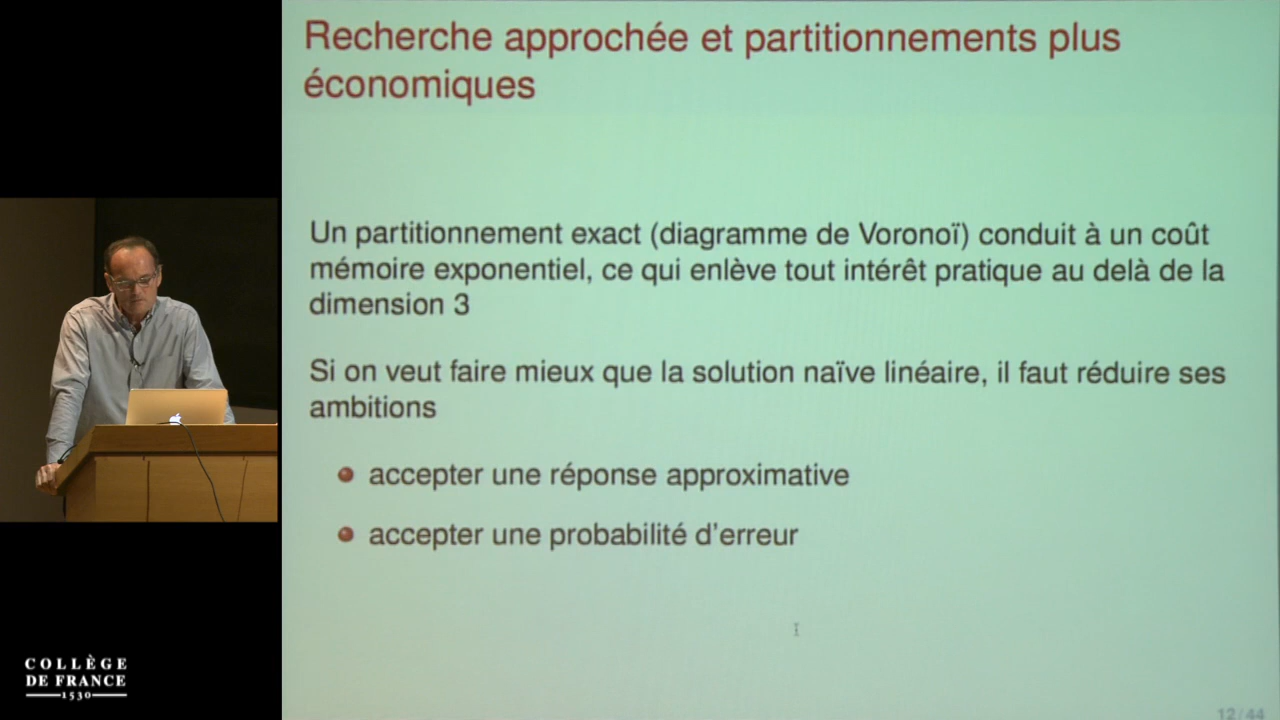 Recherche approchée et partitionnements plus
économiques
Un partitionnement exact (diagramme de Voronoï) conduit à un coût
mémoire exponentiel, ce qui enlève tout intérêt pratique au delà de la
dimension 3
Si on veut faire mieux que la solution naïve linéaire, il faut réduire ses
ambitions
accepter une réponse approximative
accepter une probabilité d'erreur
COLLÈGE
DE FRANCE
1530
12/44